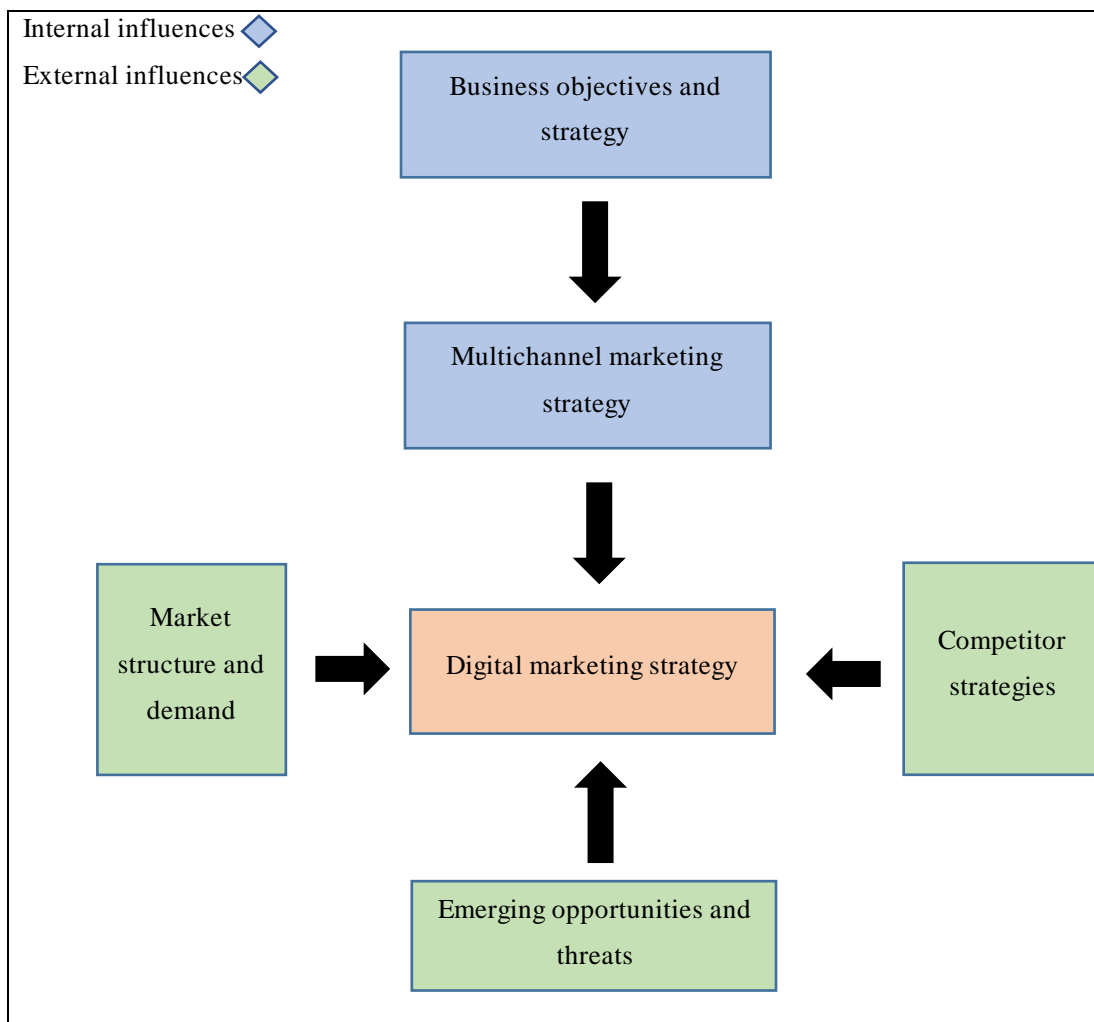 Internal influences
External influences
Business objectives and
strategy
Multichannel marketing
strategy
Market
structure and
demand
Digital marketing strategy
Competitor
strategies
Emerging opportunities and
threats